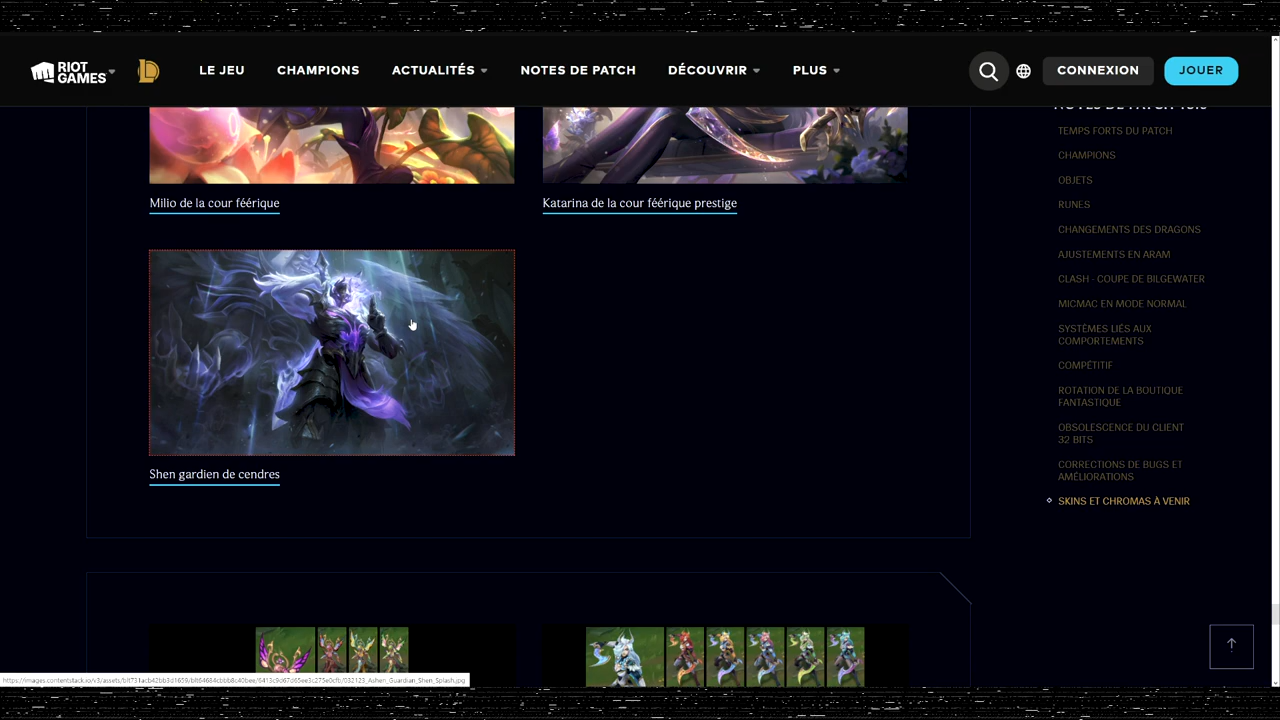 RIOT GAMES
LE JEU
CHAMPIONS
ACTUALITÉS
NOTES DE PATCH
DÉCOUVRIR
PLUS
CONNEXION
JOUER
Milio de la cour féérique
Katarina de la cour féérique prestige
Shen gardien de cendres
TEMPS FORTS DU PATCH
CHAMPIONS
OBJETS
RUNES
CHANGEMENTS DES DRAGONS
AJUSTEMENTS EN ARAM
CLASH - COUPE DE BILGEWATER
MICMAC EN MODE NORMAL
SYSTÈMES LIÉS AUX
COMPORTEMENTS
COMPÉTITIF
ROTATION DE LA BOUTIQUE
FANTASTIQUE
OBSOLESCENCE DU CLIENT
32 BITS
CORRECTIONS DE BUGS ET
AMÉLIORATIONS
SKINS ET CHROMAS À VENIR